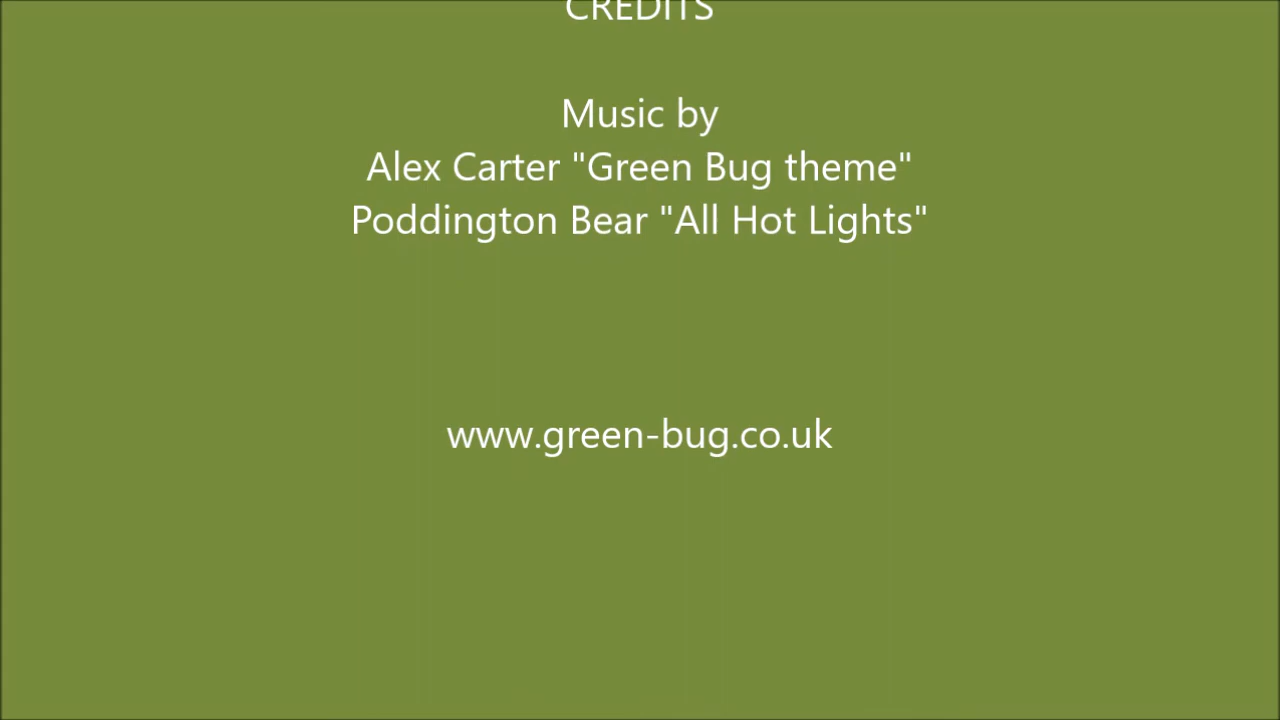 CREDITS
Music by
Alex Carter "Green Bug theme"
Poddington Bear "All Hot Lights"
www.green-bug.co.uk